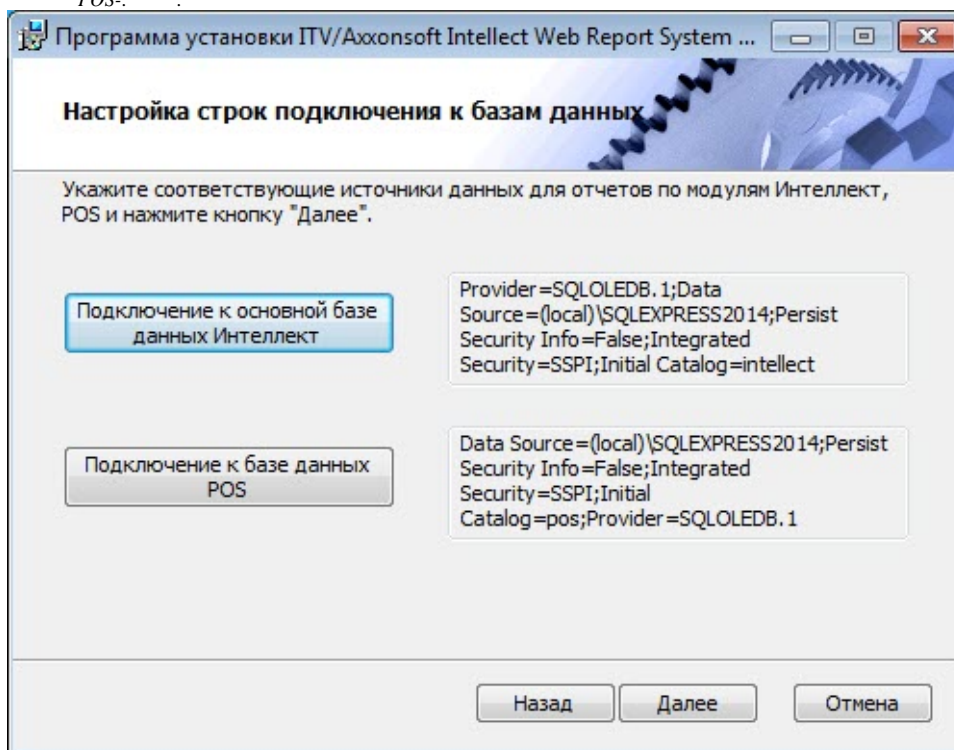 POS-. .
Программа установки ITV/Axxonsoft Intellect Web Report System ...
Настройка строк подключения к базам данных
Укажите соответствующие источники данных для отчетов по модулям Интеллект,
POS и нажмите кнопку "Далее".
Подключение к основной базе
данных Интеллект
Provider=SQLOLEDB.1;Data
Source=(local)\SQLEXPRESS2014;Persist
Security Info=False;Integrated
Security=SSPI;Initial Catalog=intellect
Подключение к базе данных
POS
Data Source=(local)\SQLEXPRESS2014;Persist
Security Info=False;Integrated
Security=SSPI;Initial
Catalog=pos;Provider=SQLOLEDB.1
Назад
Далее
Отмена